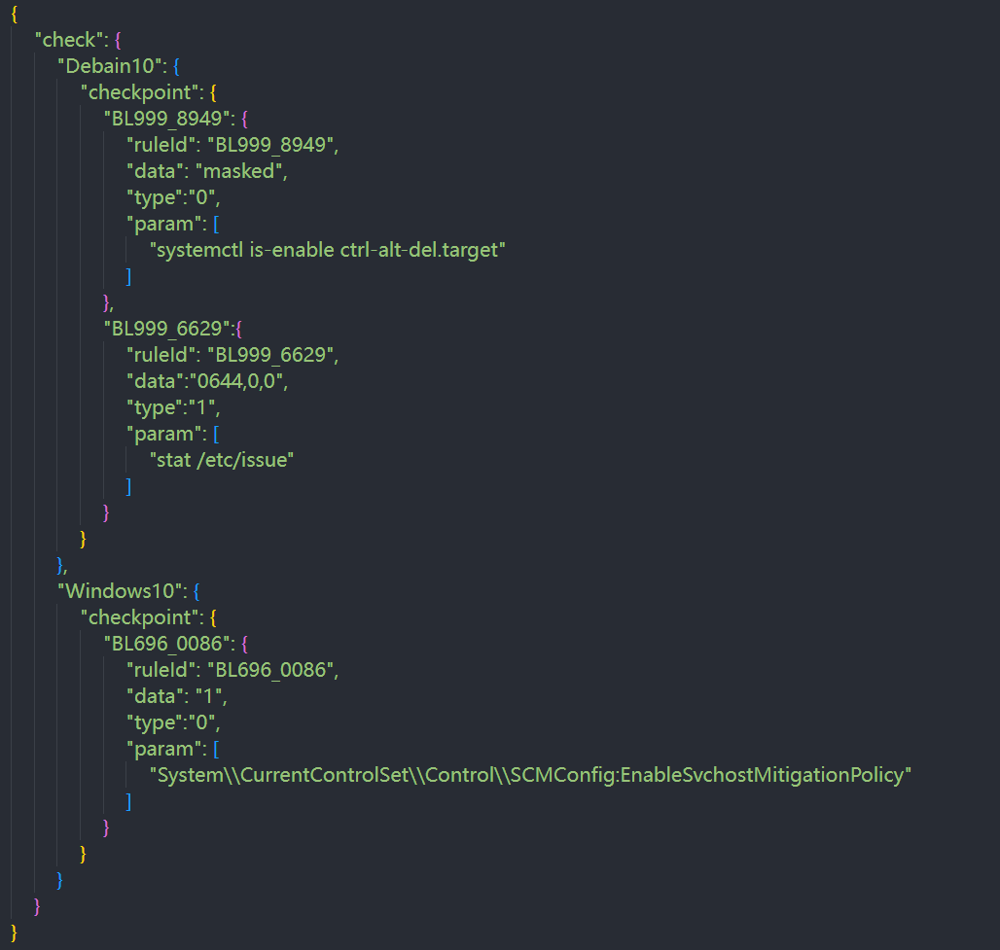 {
"check": {
"Debain10": {
"checkpoint": {
"BL999_8949": {
"ruleId": "BL999_8949",
"data": "masked",
"type":"0",
"param": [
"systemctl is-enable ctrl-alt-del.target"
]
},
"BL999_6629":{
"ruleId": "BL999_6629",
"data":"0644,0,0",
"type":"1",
"param": [
"stat /etc/issue"
]
}
}
},
"Windows10": {
"checkpoint": {
"BL696_0086": {
"ruleId": "BL696_0086",
"data": "1",
"type":"0",
"param": [
"System\\CurrentControlSet\\Control\\SCMConfig:EnableSvchostMitigationPolicy"
]
}
}
}
}
}